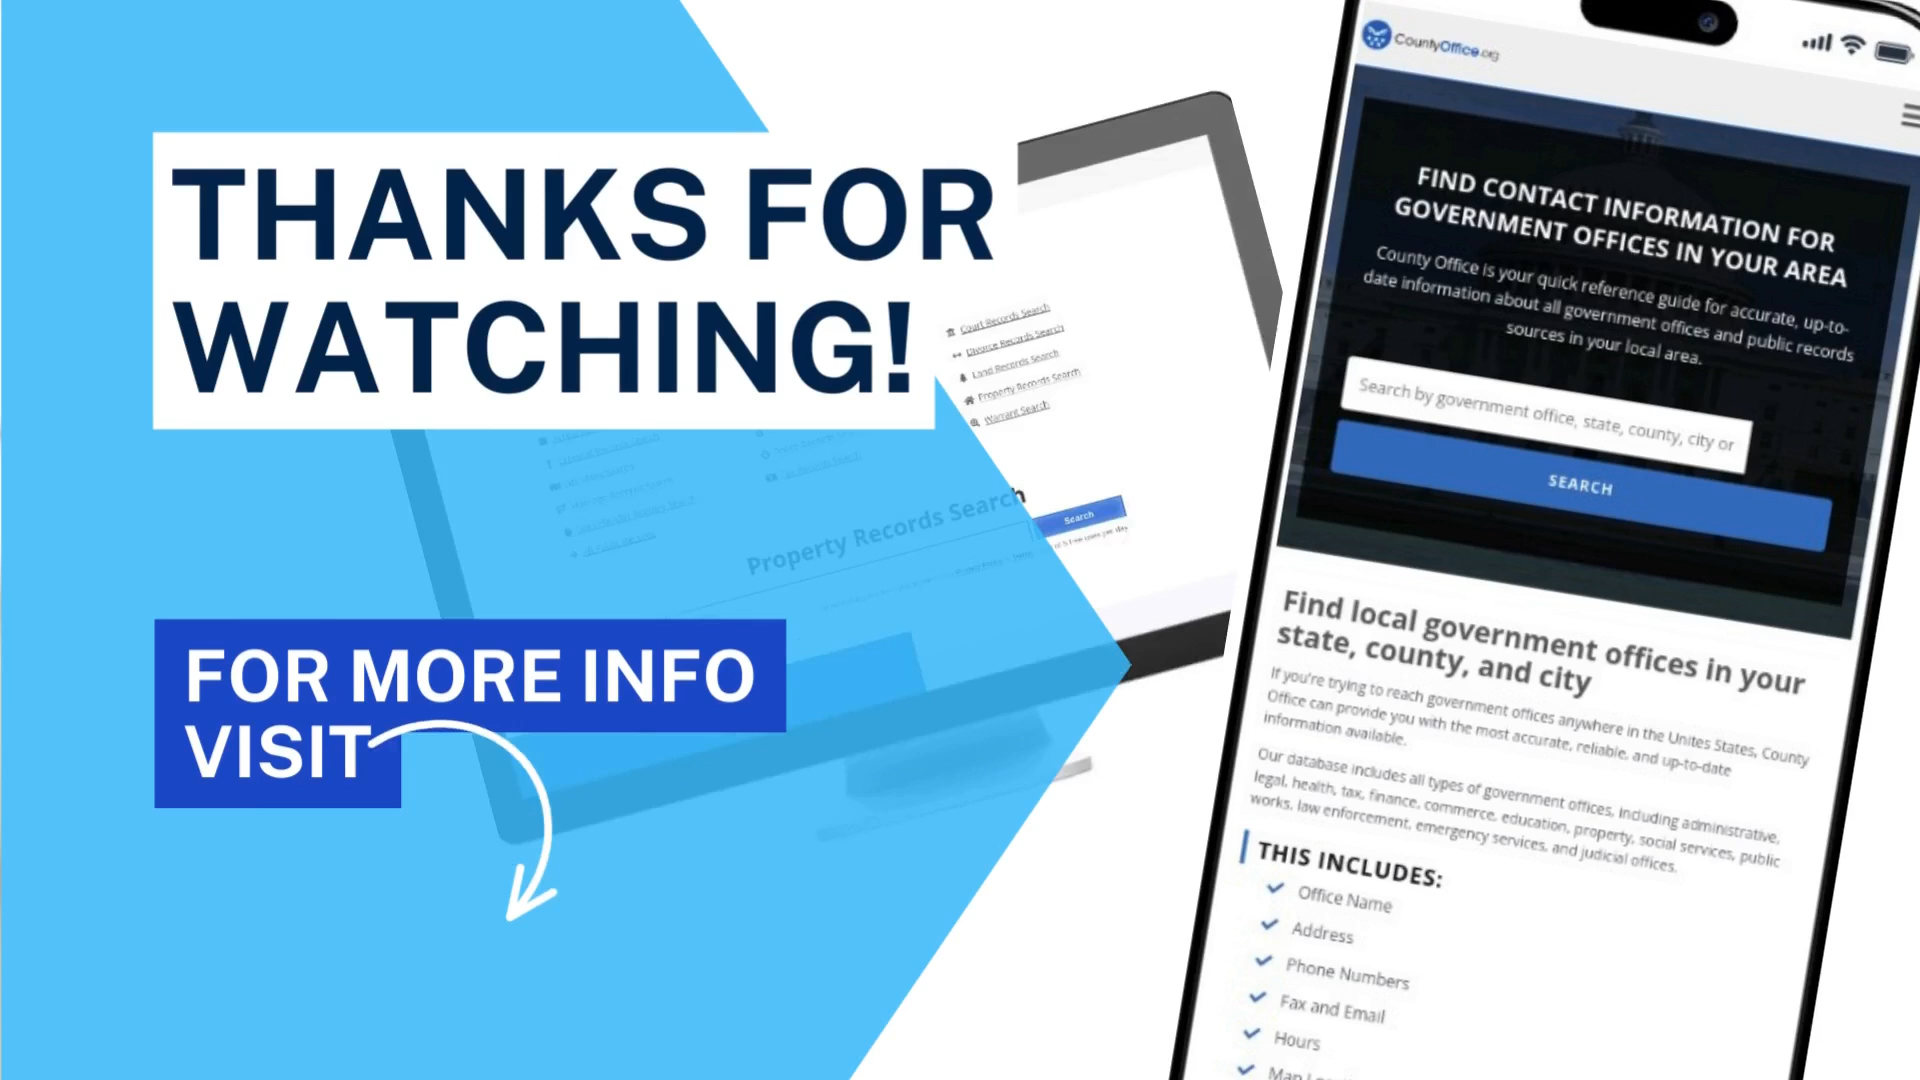 THANKS FOR
WATCHING!
FOR MORE INFO
VISIT
Court Records Search
Divorce Records Search
Land Records Search
Property Records Search
Warrant Search
Property Records Search
Search
of 5 free uses per day
CountyOffice.org
FIND CONTACT INFORMATION FOR
GOVERNMENT OFFICES IN YOUR AREA
County Office is your quick reference guide for accurate, up-to-
date information about all government offices and public records
sources in your local area.
Search by government office, state, county, city or
SEARCH
Find local government offices in your
state, county, and city
If you're trying to reach government offices anywhere in the Unites States, County
Office can provide you with the most accurate, reliable, and up-to-date
information available.
Our database includes all types of government offices, including administrative,
legal, health, tax, finance, commerce, education, property, social services, public
works, law enforcement, emergency services, and judicial offices.
THIS INCLUDES:
Office Name
Address
Phone Numbers
Fax and Email
Hours
Map